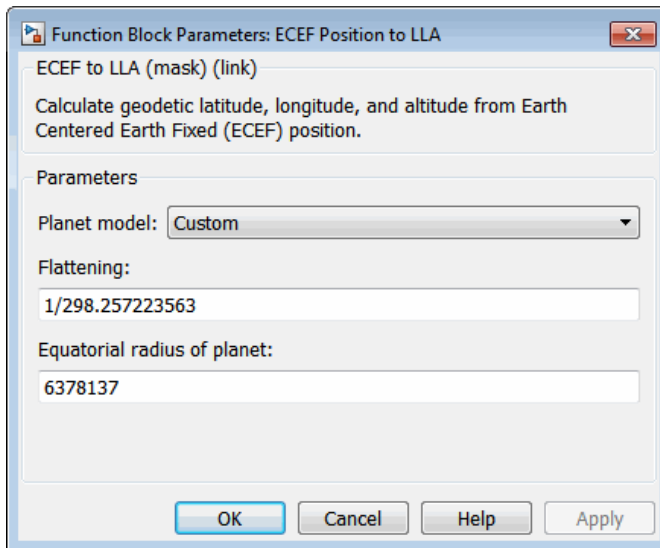 Function Block Parameters: ECEF Position to LLA
ECEF to LLA (mask) (link)
Calculate geodetic latitude, longitude, and altitude from Earth
Centered Earth Fixed (ECEF) position.
Parameters
Planet model: Custom
Flattening:
1/298.257223563
Equatorial radius of planet:
6378137
OK Cancel Help Apply